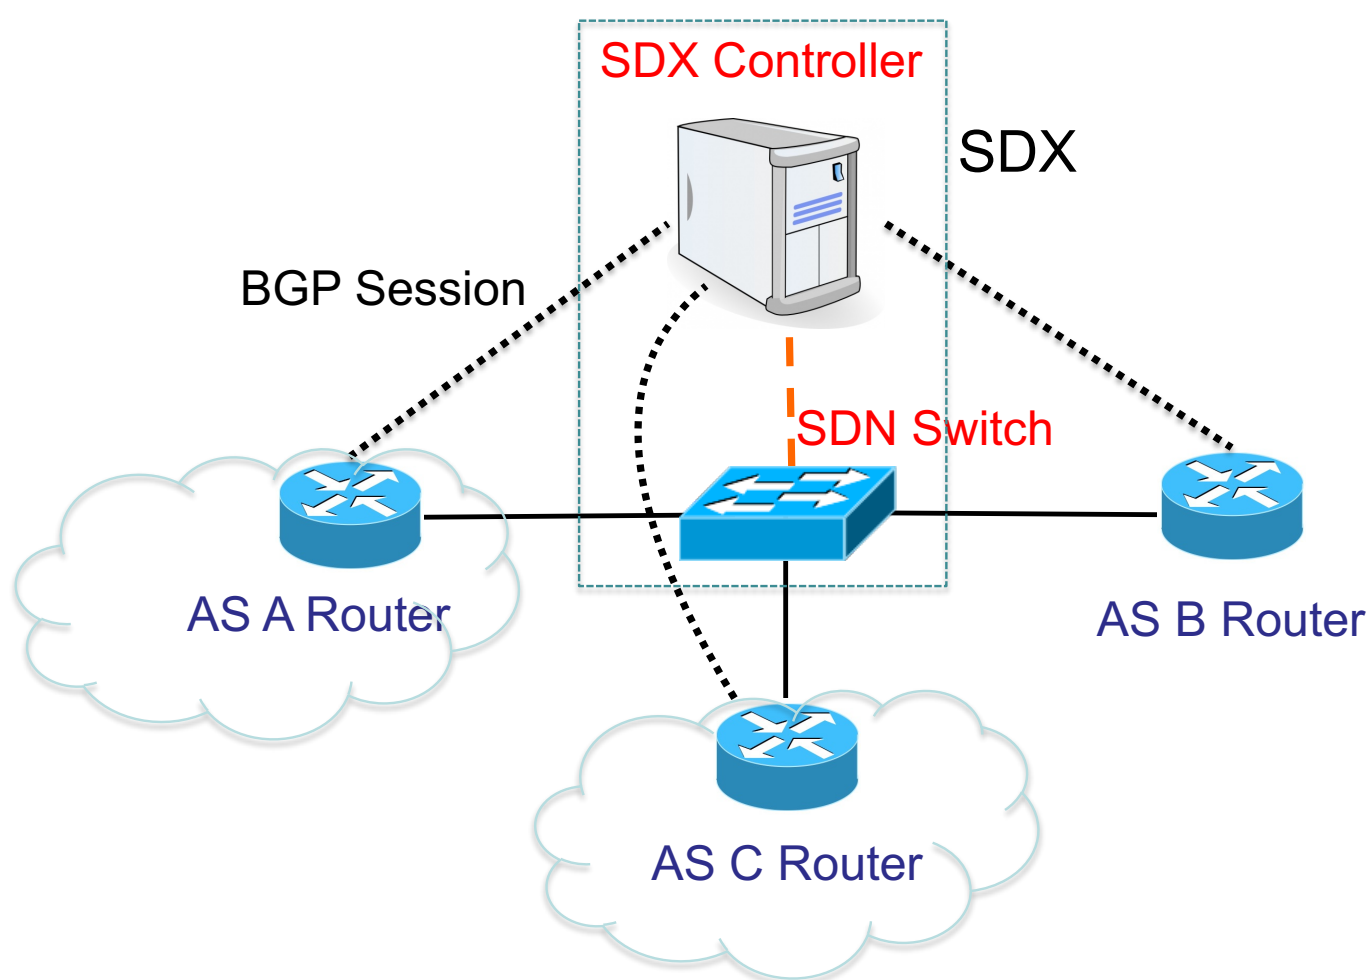 SDX Controller
SDX
BGP Session
SDN Switch
AS A Router
AS B Router
AS C Router